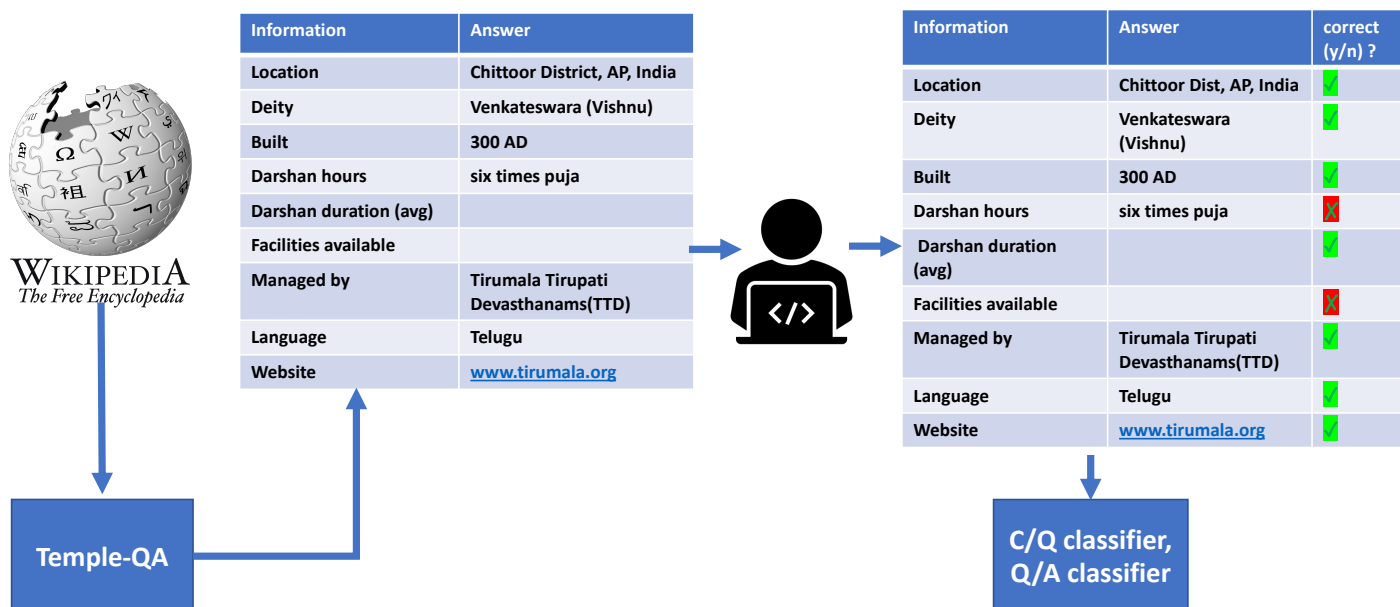 WIKIPEDIA
The Free Encyclopedia
Ω
W
И
祖
Temple-QA
Information Answer
Location Chittoor District, AP, India
Deity Venkateswara (Vishnu)
Built 300 AD
Darshan hours six times puja
Darshan duration (avg)
Facilities available
Managed by Tirumala Tirupati
Devasthanams(TTD)
Language Telugu
Website www.tirumala.org
</>
Information Answer correct
(y/n) ?
Location Chittoor Dist, AP, India ✓
Deity Venkateswara ✓
(Vishnu)
Built 300 AD ✓
Darshan hours six times puja X
Darshan duration ✓
(avg)
Facilities available X
Managed by Tirumala Tirupati ✓
Devasthanams(TTD)
Language Telugu ✓
Website www.tirumala.org ✓
C/Q classifier,
Q/A classifier